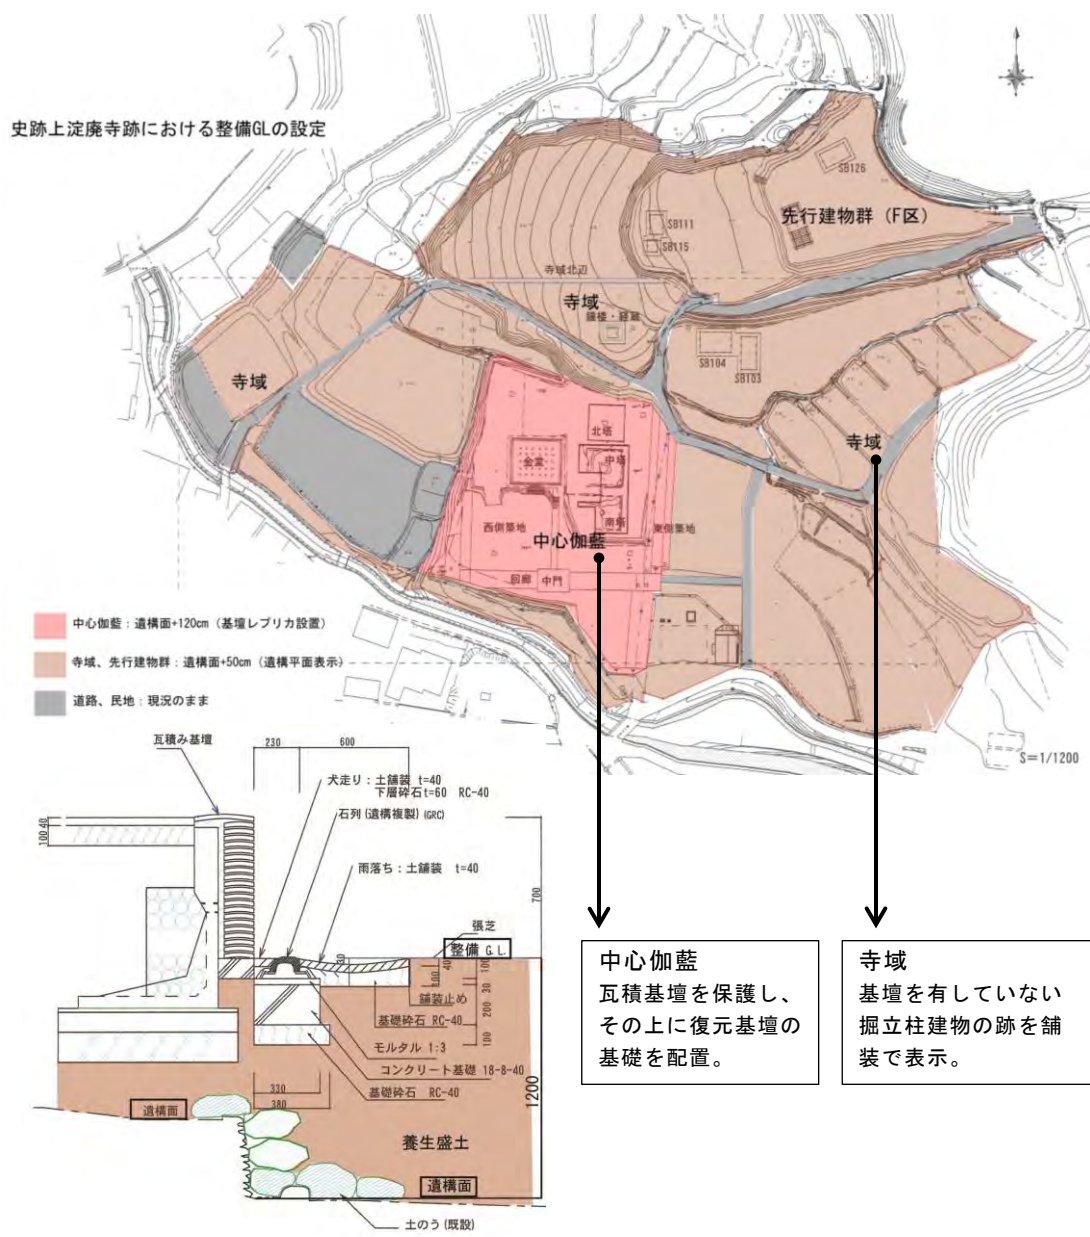 史跡上淀廃寺跡における整備GLの設定
SB126
先行建物群（F区）
SB111
SB115
寺域北辺
寺域
鐘楼・経蔵
SB104
SB103
寺域
寺域
北塔
金堂
中塔
南塔
西側築地
東側築地
中心伽藍
回廊
中門
中心伽藍：遺構面+120cm（基壇レプリカ設置）
寺域、先行建物群：遺構面+50cm（遺構平面表示）
道路、民地：現況のまま
S=1/1200
瓦積み基壇
230
600
犬走り：土舗装 t=40
下層砕石t=60 RC-40
石列(遺構複製)(GRC)
雨落ち：土舗装 t=40
100 40
700
張芝
整備 G.L.
30
40
100
100
30
200
100
舗装止め
基礎砕石 RC-40
モルタル 1:3
コンクリート基礎 18-8-40
基礎砕石 RC-40
330
380
1200
遺構面
養生盛土
遺構面
土のう(既設)
中心伽藍
瓦積基壇を保護し、
その上に復元基壇の
基礎を配置。
寺域
基壇を有していない
掘立柱建物の跡を舗
装で表示。